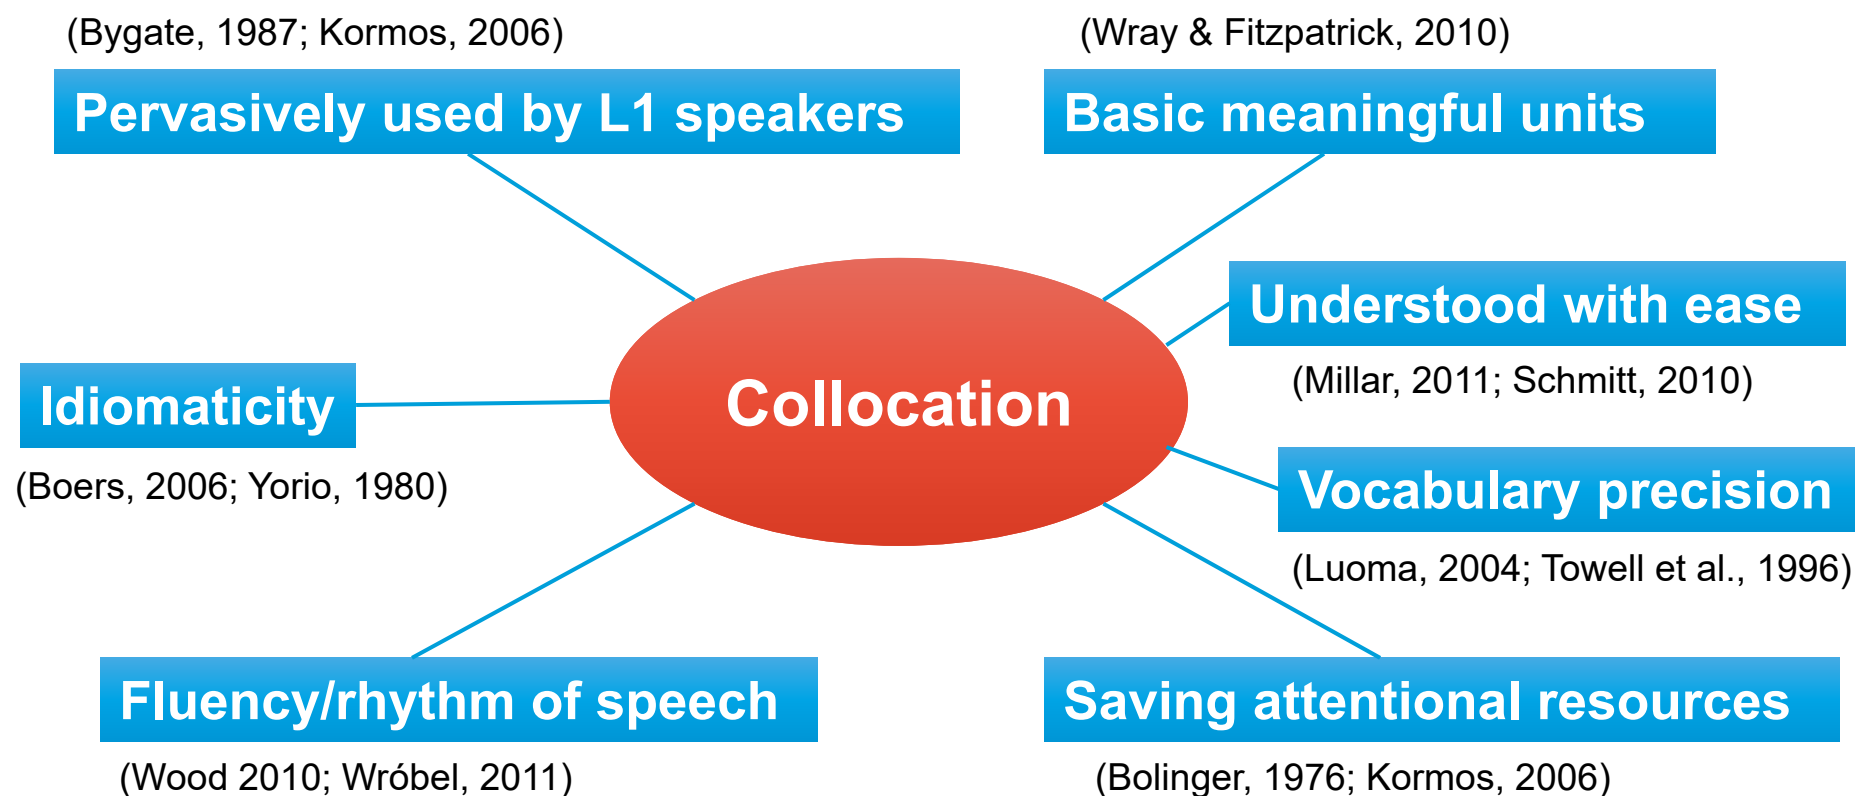 (Bygate, 1987; Kormos, 2006)
Pervasively used by L1 speakers
(Wray & Fitzpatrick, 2010)
Basic meaningful units
Understood with ease
(Millar, 2011; Schmitt, 2010)
Idiomaticity
(Boers, 2006; Yorio, 1980)
Collocation
Vocabulary precision
(Luoma, 2004; Towell et al., 1996)
Fluency/rhythm of speech
(Wood 2010; Wróbel, 2011)
Saving attentional resources
(Bolinger, 1976; Kormos, 2006)